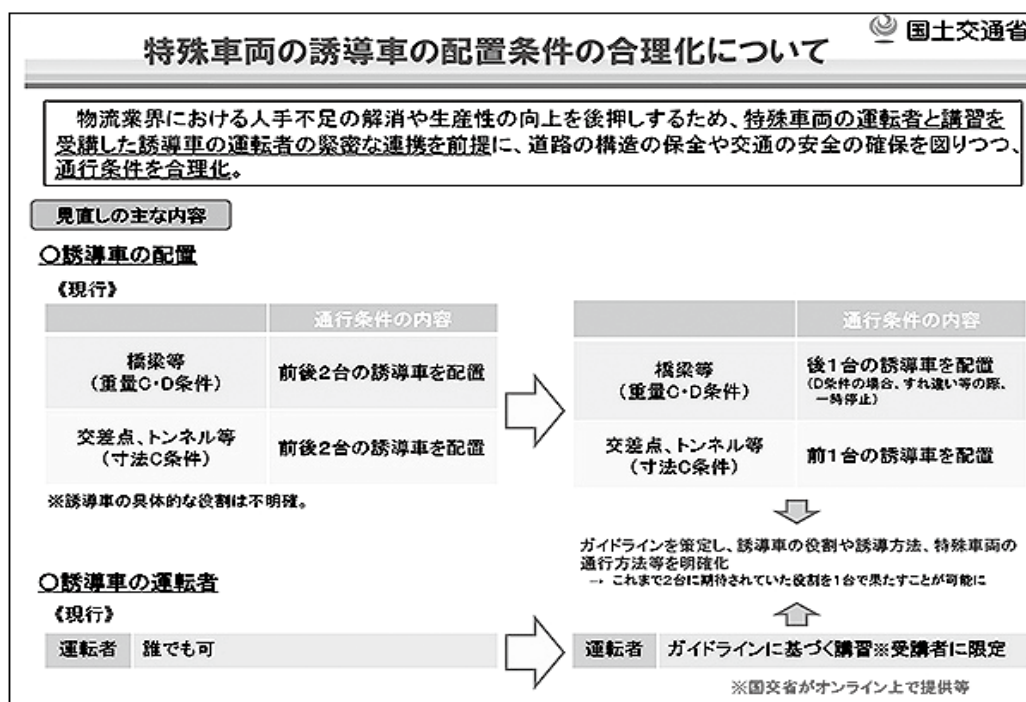 国土交通省
特殊車両の誘導車の配置条件の合理化について
物流業界における人手不足の解消や生産性の向上を後押しするため、特殊車両の運転者と講習を
受講した誘導車の運転者の緊密な連携を前提に、道路の構造の保全や交通の安全の確保を図りつつ、
通行条件を合理化。
見直しの主な内容
○誘導車の配置
《現行》
通行条件の内容
橋梁等
(重量C・D条件)
前後2台の誘導車を配置
交差点、トンネル等
(寸法C条件)
前後2台の誘導車を配置
※誘導車の具体的な役割は不明確。
通行条件の内容
橋梁等
(重量C・D条件)
後1台の誘導車を配置
(D条件の場合、すれ違い等の際、
一時停止)
交差点、トンネル等
(寸法C条件)
前1台の誘導車を配置
ガイドラインを策定し、誘導車の役割や誘導方法、特殊車両の
通行方法等を明確化
→ これまで2台に期待されていた役割を1台で果たすことが可能に
○誘導車の運転者
《現行》
運転者 誰でも可
運転者 ガイドラインに基づく講習※受講者に限定
※国交省がオンライン上で提供等